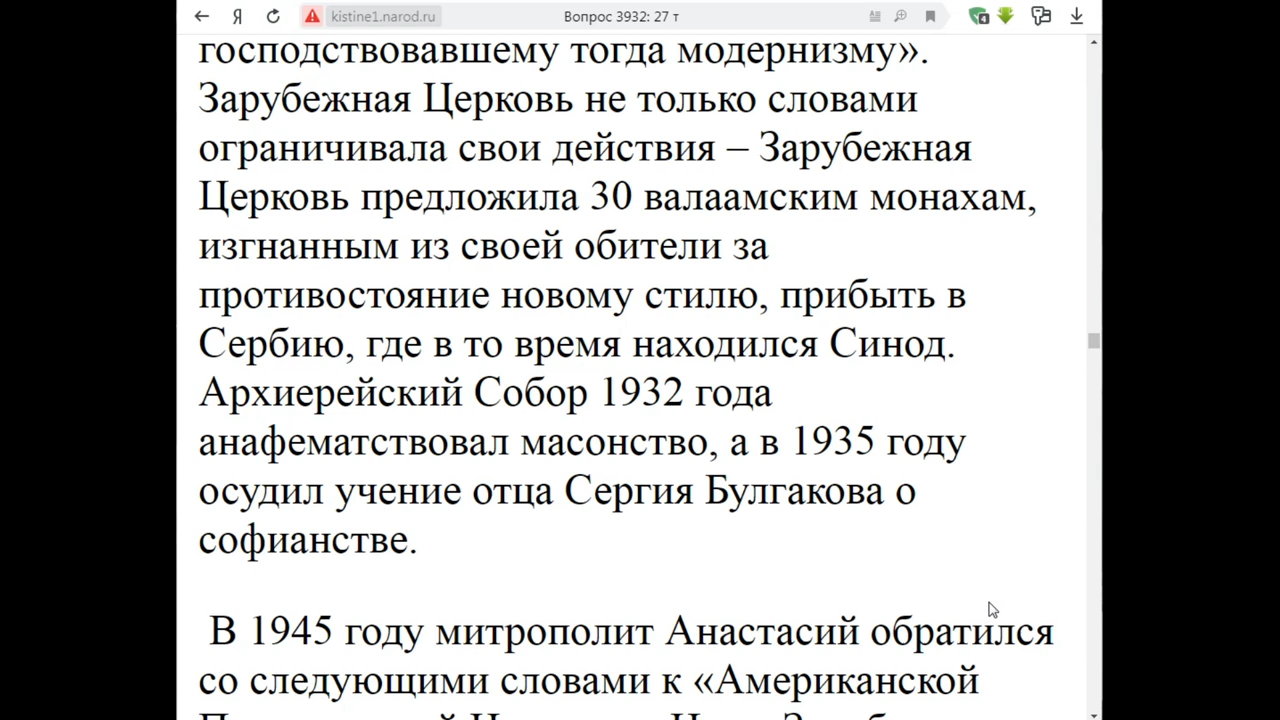 Я kistine1.narod.ru Вопрос 3932: 27 т 4
господствовавшему тогда модернизму».
Зарубежная Церковь не только словами
ограничивала свои действия – Зарубежная
Церковь предложила 30 валаамским монахам,
изгнанным из своей обители за
противостояние новому стилю, прибыть в
Сербию, где в то время находился Синод.
Архиерейский Собор 1932 года
анафематствовал масонство, а в 1935 году
осудил учение отца Сергия Булгакова о
софианстве.
В 1945 году митрополит Анастасий обратился
со следующими словами к «Американской